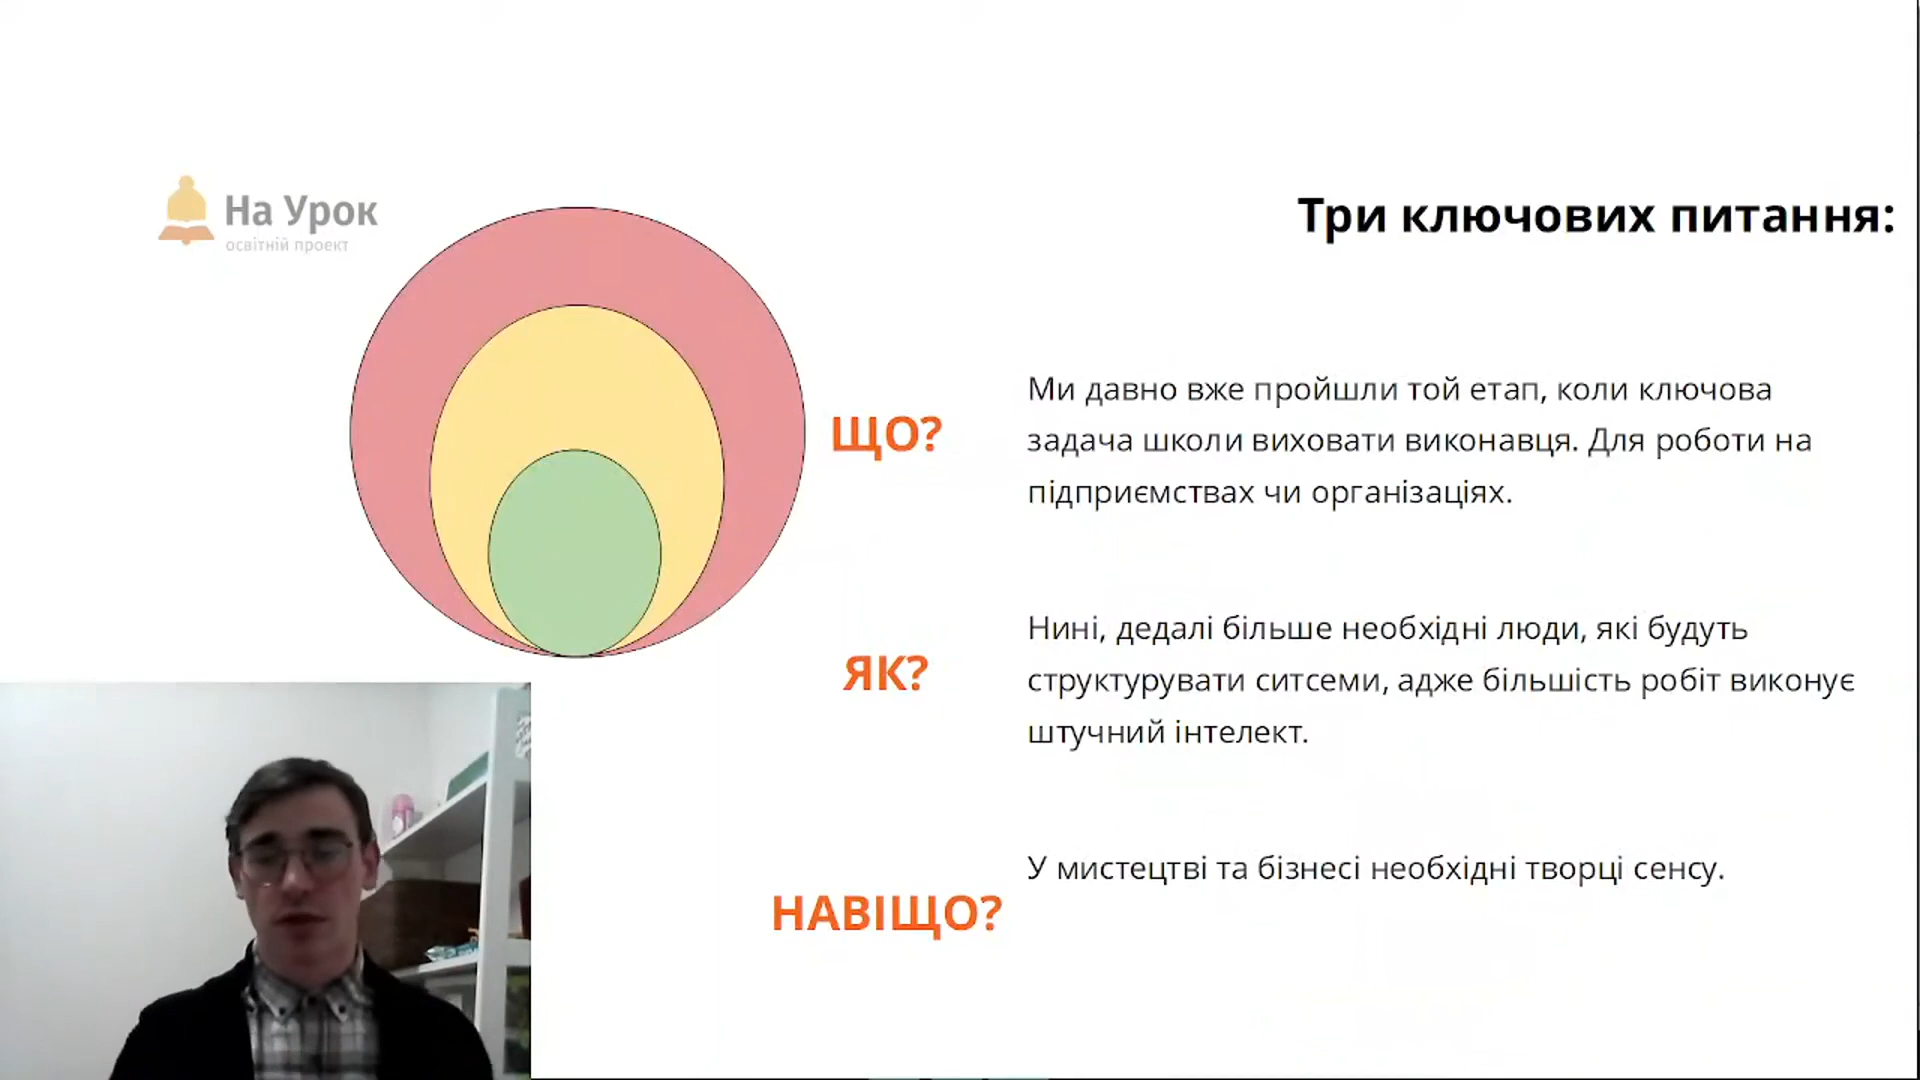 На Урок
освітній проект
Три ключових питання:
ЩО?
Ми давно вже пройшли той етап, коли ключова
задача школи виховати виконавця. Для роботи на
підприємствах чи організаціях.
ЯК?
Нині, дедалі більше необхідні люди, які будуть
структурувати ситсеми, адже більшість робіт виконує
штучний інтелект.
НАВІЩО?
У мистецтві та бізнесі необхідні творці сенсу.